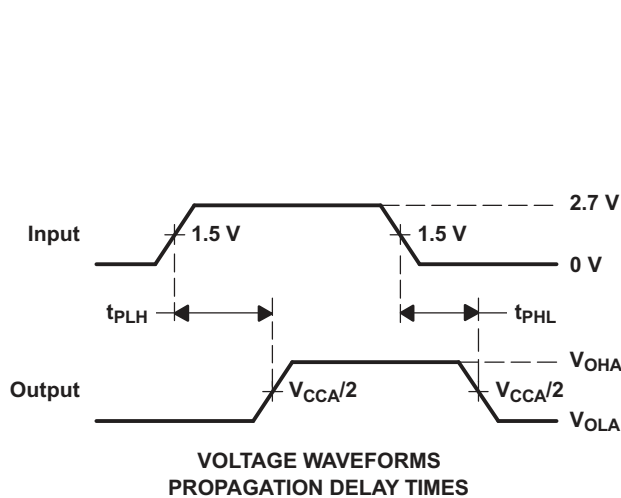 2.7 V
Input
1.5 V
1.5 V
0 V
tPLH
tPHL
VOHA
Output
VCCA/2
VCCA/2
VOLA
VOLTAGE WAVEFORMS
PROPAGATION DELAY TIMES